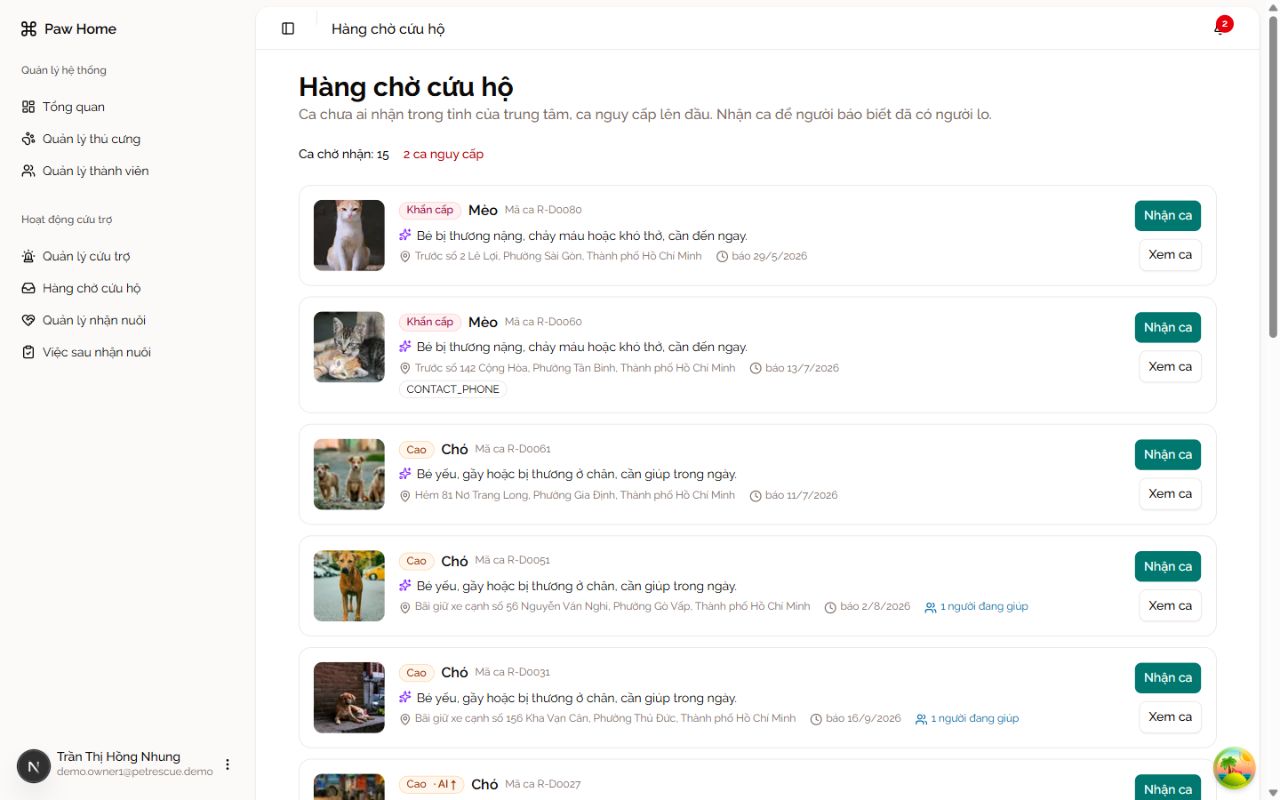 Paw Home
Quản lý hệ thống
Tổng quan
Quản lý thú cưng
Quản lý thành viên
Hoạt động cứu trợ
Quản lý cứu trợ
Hàng chờ cứu hộ
Quản lý nhận nuôi
Việc sau nhận nuôi
N
Trần Thị Hồng Nhung
demo.owner1@petrescue.demo
Hàng chờ cứu hộ
2
Hàng chờ cứu hộ
Ca chưa ai nhận trong tỉnh của trung tâm, ca nguy cấp lên đầu. Nhận ca để người báo biết đã có người lo.
Ca chờ nhận: 15 2 ca nguy cấp
Khẩn cấp Mèo Mã ca R-D0080
Bé bị thương nặng, chảy máu hoặc khó thở, cần đến ngay.
Trước số 2 Lê Lợi, Phường Sài Gòn, Thành phố Hồ Chí Minh báo 29/5/2026
Nhận ca
Xem ca
Khẩn cấp Mèo Mã ca R-D0060
Bé bị thương nặng, chảy máu hoặc khó thở, cần đến ngay.
Trước số 142 Cộng Hòa, Phường Tân Bình, Thành phố Hồ Chí Minh báo 13/7/2026
CONTACT_PHONE
Nhận ca
Xem ca
Cao Chó Mã ca R-D0061
Bé yếu, gầy hoặc bị thương ở chân, cần giúp trong ngày.
Hẻm 81 Nơ Trang Long, Phường Gia Định, Thành phố Hồ Chí Minh báo 11/7/2026
Nhận ca
Xem ca
Cao Chó Mã ca R-D0051
Bé yếu, gầy hoặc bị thương ở chân, cần giúp trong ngày.
Bãi giữ xe cạnh số 56 Nguyễn Văn Nghi, Phường Gò Vấp, Thành phố Hồ Chí Minh báo 2/8/2026 1 người đang giúp
Nhận ca
Xem ca
Cao Chó Mã ca R-D0031
Bé yếu, gầy hoặc bị thương ở chân, cần giúp trong ngày.
Bãi giữ xe cạnh số 156 Kha Vạn Cân, Phường Thủ Đức, Thành phố Hồ Chí Minh báo 16/9/2026 1 người đang giúp
Nhận ca
Xem ca
Cao · AI↑ Chó Mã ca R-D0027
Nhận ca